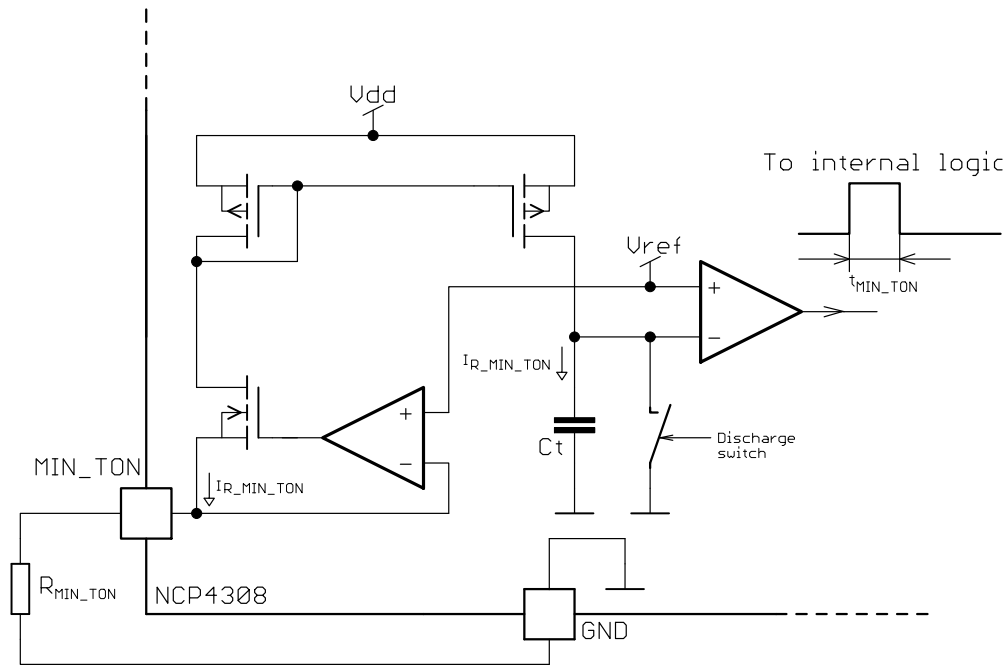 Vdd
To internal logic
Vref
+
t_MIN_TON
−
I_R_MIN_TON
+
Ct
Discharge
switch
−
MIN_TON
I_R_MIN_TON
R_MIN_TON
NCP4308
GND